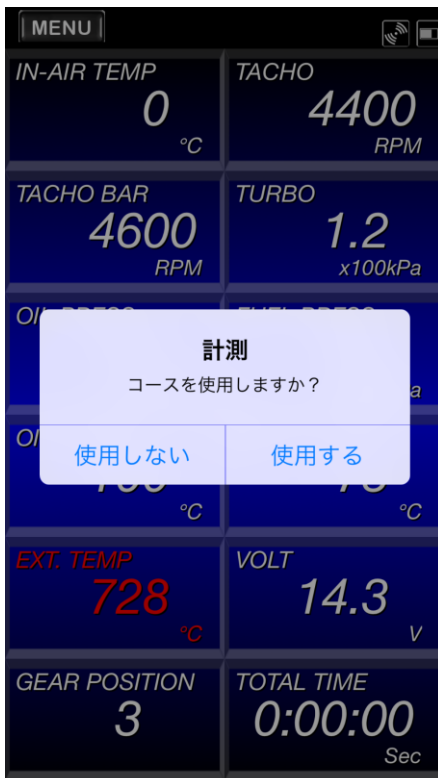 MENU
IN-AIR TEMP
0
°C
TACHO
4400
RPM
TACHO BAR
4600
RPM
TURBO
1.2
x100kPa
計測
コースを使用しますか？
使用しない
使用する
°C
°C
EXT. TEMP
728
°C
VOLT
14.3
V
GEAR POSITION
3
TOTAL TIME
0:00:00
Sec